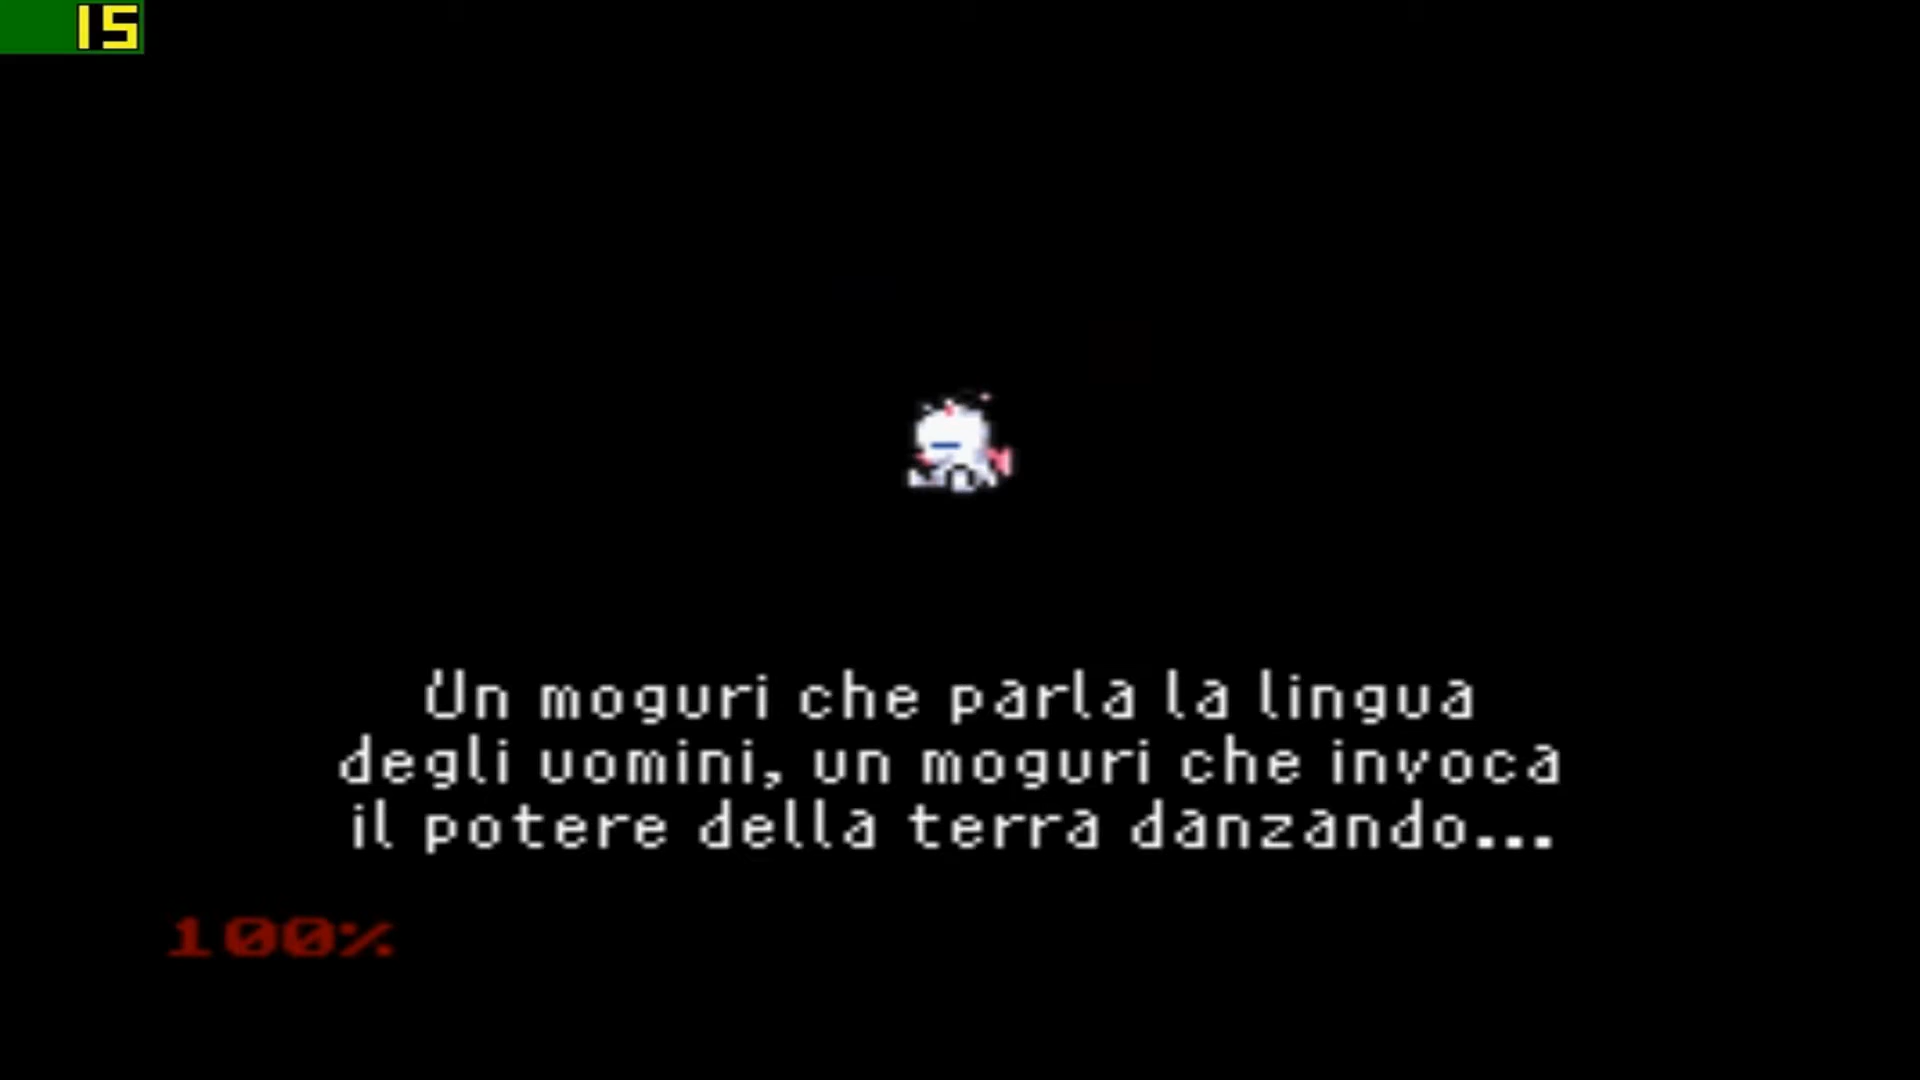 15
Un moguri che parla la lingua
degli uomini, un moguri che invoca
il potere della terra danzando...
100%